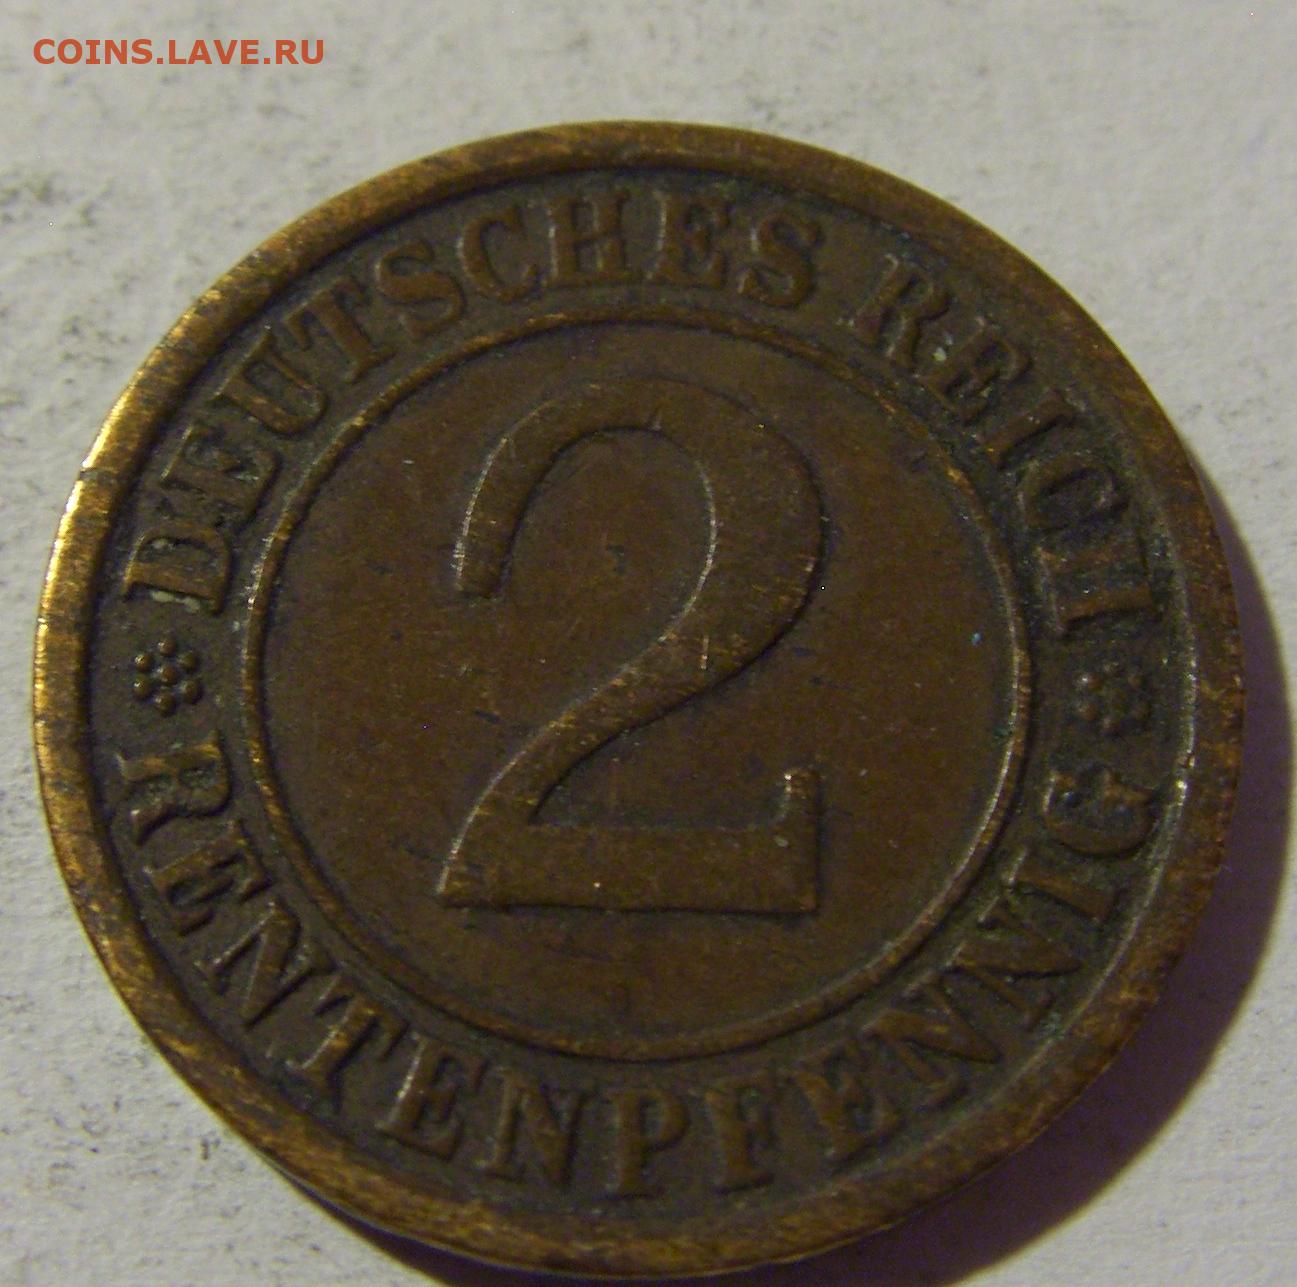 COINS.LAVE.RU
DEUTSCHES REICH
2
RENTENPFENNIG